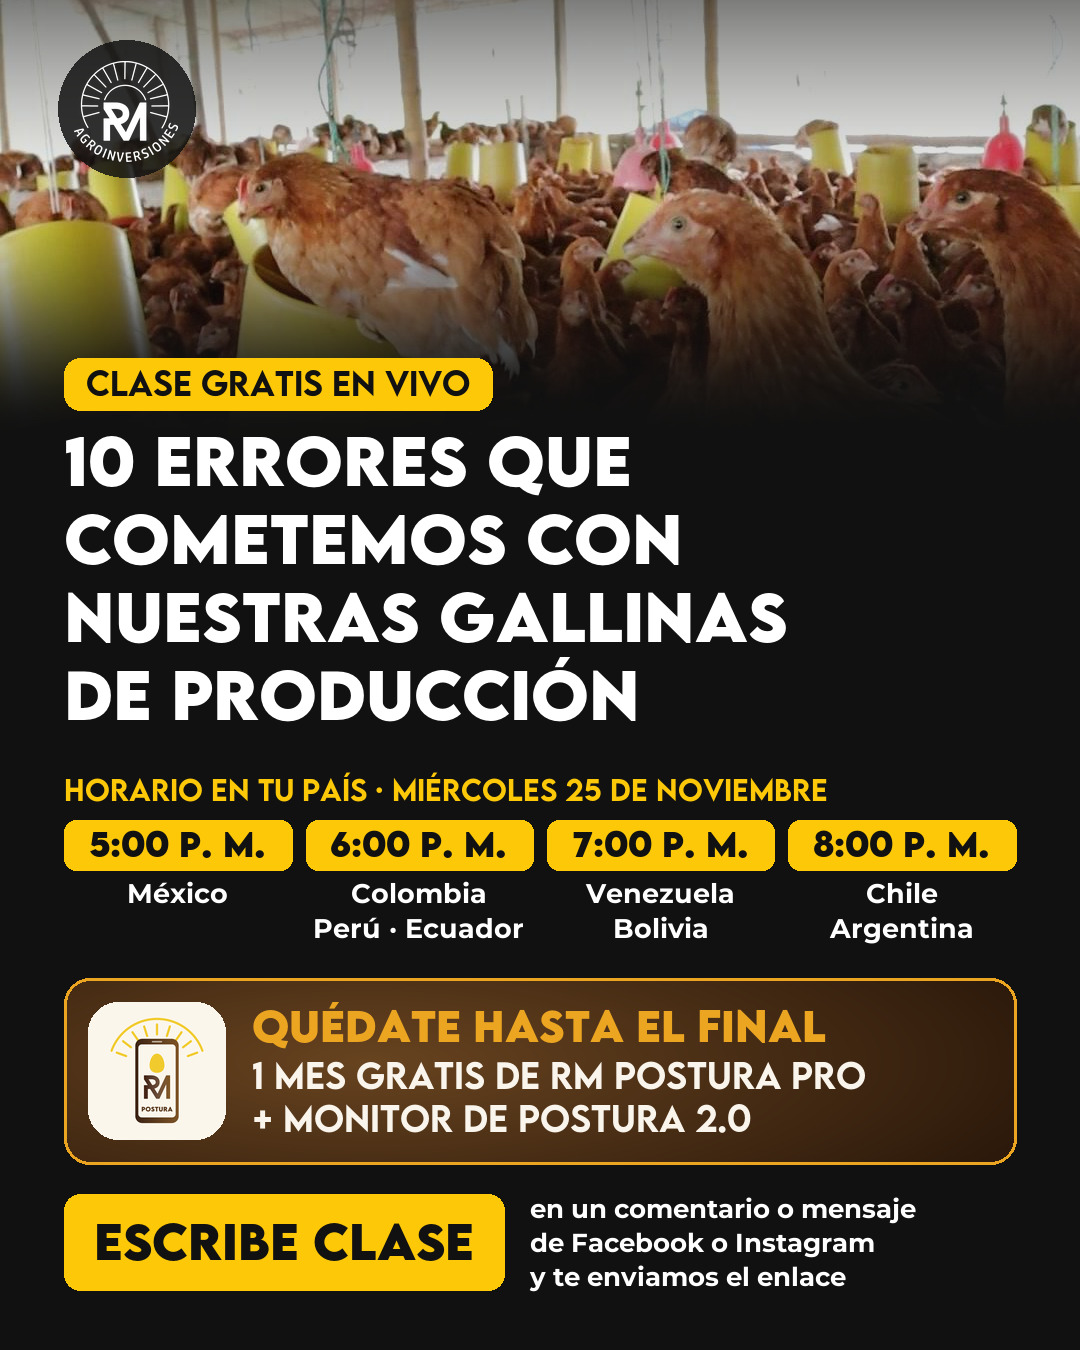 RM
AGROINVERSIONES
CLASE GRATIS EN VIVO
10 ERRORES QUE
COMETEMOS CON
NUESTRAS GALLINAS
DE PRODUCCIÓN
HORARIO EN TU PAÍS · MIÉRCOLES 25 DE NOVIEMBRE
5:00 P. M.
México
6:00 P. M.
Colombia
Perú · Ecuador
7:00 P. M.
Venezuela
Bolivia
8:00 P. M.
Chile
Argentina
RM
POSTURA
QUÉDATE HASTA EL FINAL
1 MES GRATIS DE RM POSTURA PRO
+ MONITOR DE POSTURA 2.0
ESCRIBE CLASE
en un comentario o mensaje
de Facebook o Instagram
y te enviamos el enlace